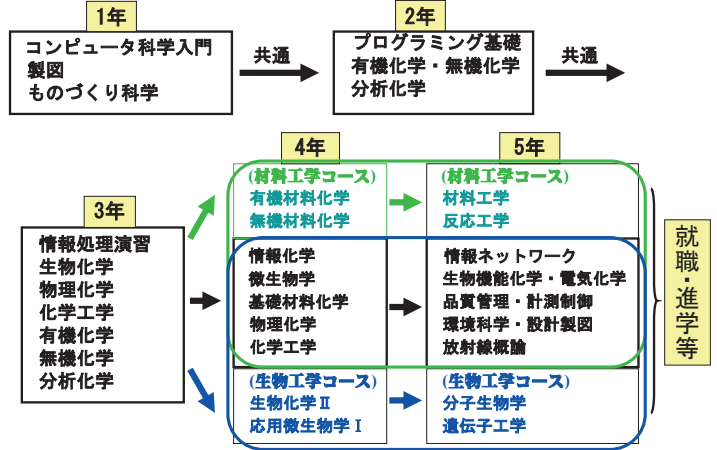 1年
コンピュータ科学入門
製図
ものづくり科学
共通
2年
プログラミング基礎
有機化学・無機化学
分析化学
共通
3年
情報処理演習
生物化学
物理化学
化学工学
有機化学
無機化学
分析化学
4年
(材料工学コース)
有機材料化学
無機材料化学
情報化学
微生物学
基礎材料化学
物理化学
化学工学
(生物工学コース)
生物化学Ⅱ
応用微生物学Ⅰ
5年
(材料工学コース)
材料工学
反応工学
情報ネットワーク
生物機能化学・電気化学
品質管理・計測制御
環境科学・設計製図
放射線概論
(生物工学コース)
分子生物学
遺伝子工学
就職・進学等